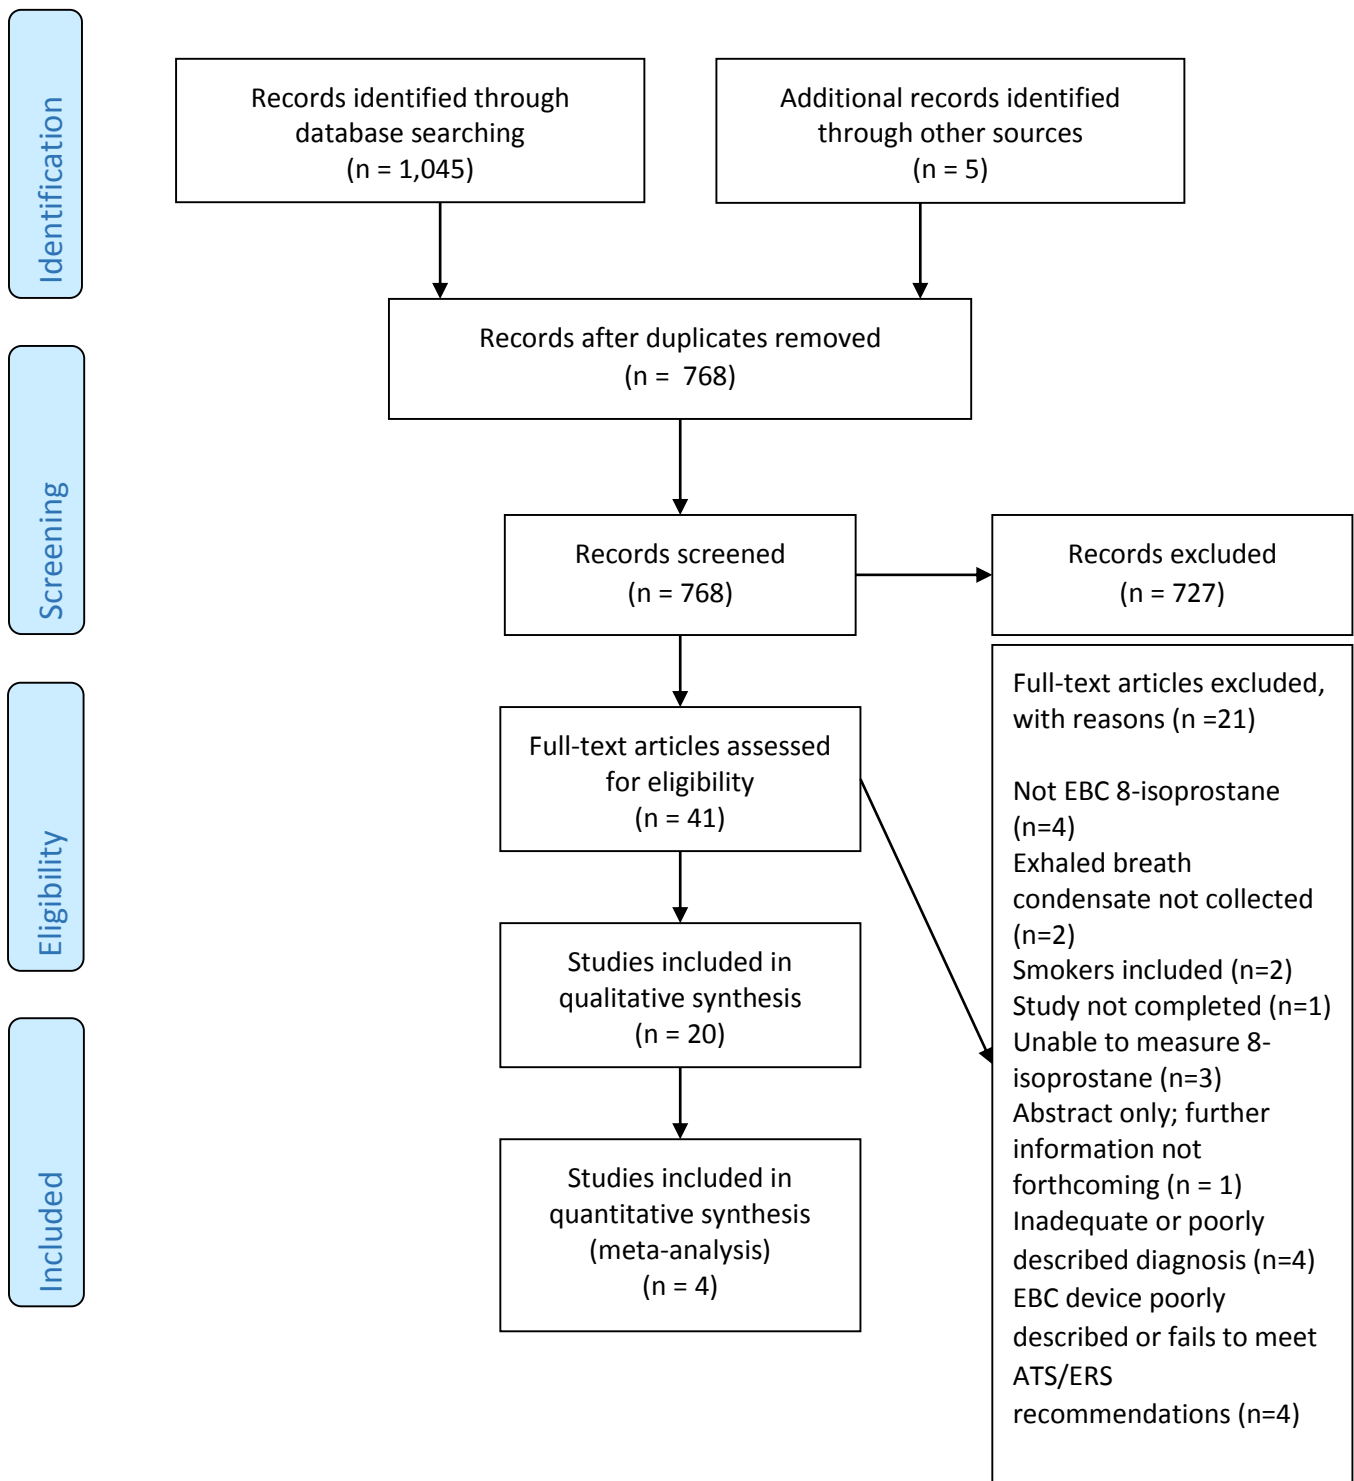 Identification
Records identified through
database searching
(n = 1,045)
Additional records identified
through other sources
(n = 5)
Records after duplicates removed
(n =  768)
Screening
Records screened
(n = 768)
Records excluded
(n = 727)
Eligibility
Full-text articles assessed
for eligibility
(n = 41)
Full-text articles excluded,
with reasons (n =21)
Not EBC 8-isoprostane
(n=4)
Exhaled breath
condensate not collected
(n=2)
Smokers included (n=2)
Study not completed (n=1)
Unable to measure 8-
isoprostane (n=3)
Abstract only; further
information not
forthcoming (n = 1)
Inadequate or poorly
described diagnosis (n=4)
EBC device poorly
described or fails to meet
ATS/ERS
recommendations (n=4)
Studies included in
qualitative synthesis
(n = 20)
Included
Studies included in
quantitative synthesis
(meta-analysis)
(n = 4)